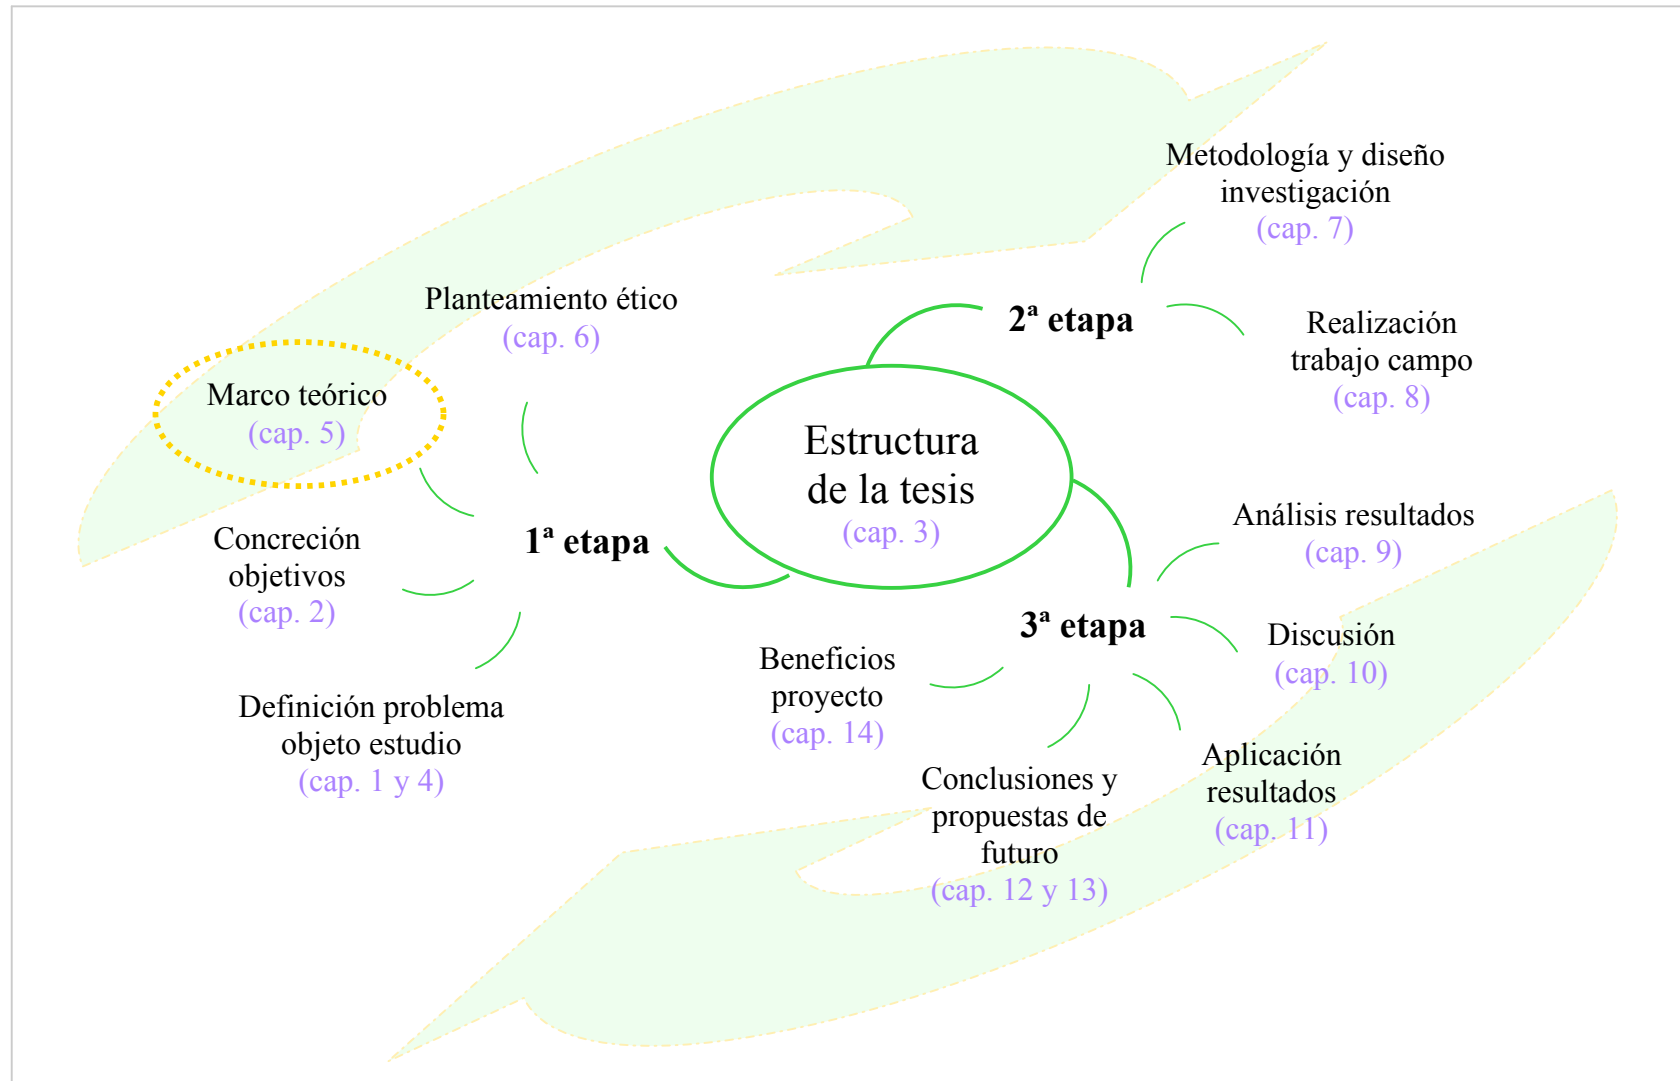 Estructura
de la tesis
(cap. 3)
1ª etapa
Definición problema
objeto estudio
(cap. 1 y 4)
Concreción
objetivos
(cap. 2)
Marco teórico
(cap. 5)
Planteamiento ético
(cap. 6)
2ª etapa
Metodología y diseño
investigación
(cap. 7)
Realización
trabajo campo
(cap. 8)
3ª etapa
Análisis resultados
(cap. 9)
Discusión
(cap. 10)
Aplicación
resultados
(cap. 11)
Conclusiones y
propuestas de
futuro
(cap. 12 y 13)
Beneficios
proyecto
(cap. 14)